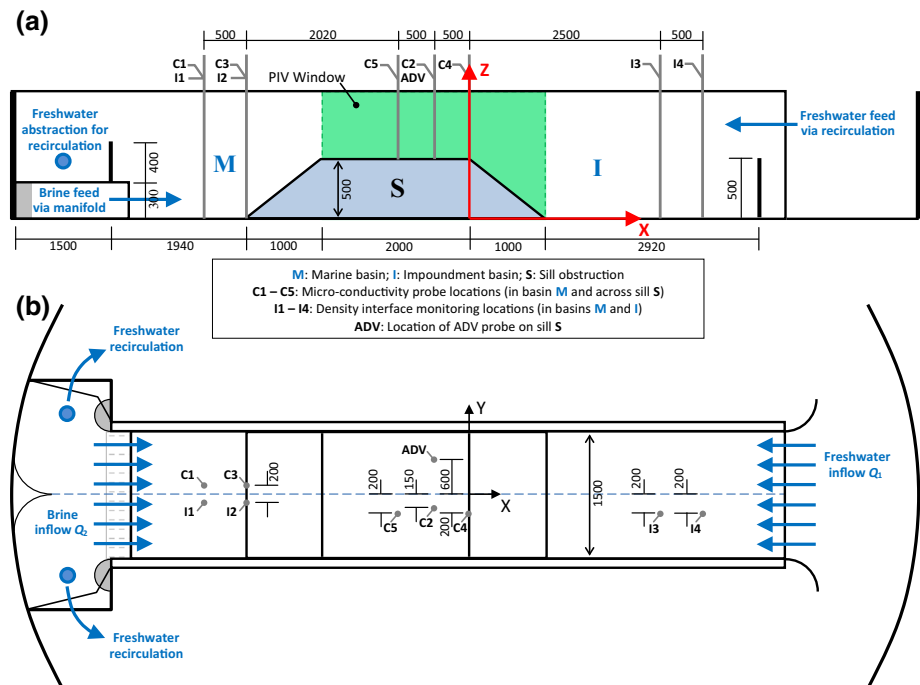 (a)
500
2020
500
500
2500
500
C1
I1
C3
I2
C5
C2
ADV
C4
Z
I3
I4
PIV Window
Freshwater
abstraction for
recirculation
Freshwater feed
via recirculation
M
I
S
400
300
Brine feed
via manifold
500
500
X
1500
1940
1000
2000
1000
2920
M: Marine basin; I: Impoundment basin; S: Sill obstruction
C1 – C5: Micro-conductivity probe locations (in basin M and across sill S)
I1 – I4: Density interface monitoring locations (in basins M and I)
ADV: Location of ADV probe on sill S
(b)
Freshwater
recirculation
Y
ADV
C1
C3
200
200
150
600
200
200
1500
Freshwater
inflow Q1
X
Brine
inflow Q2
I1
I2
C5
C2
200
C4
I3
I4
Freshwater
recirculation